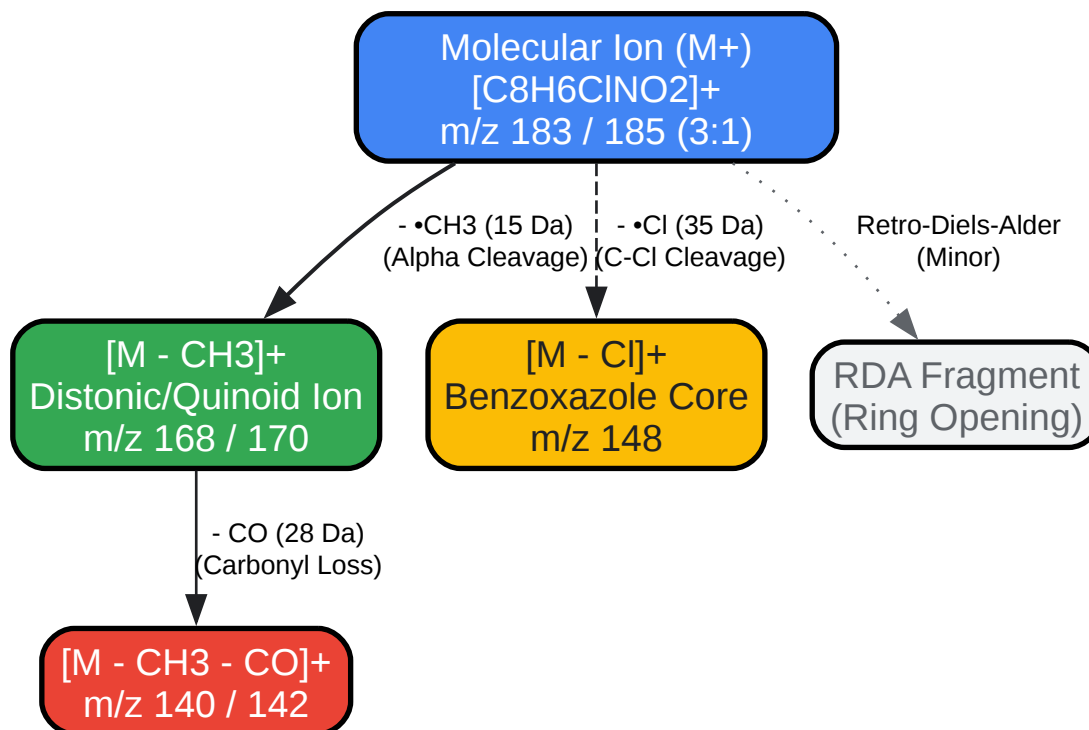 Molecular Ion (M+)
[C8H6ClNO2]+
m/z 183 / 185 (3:1)
- •CH3 (15 Da)
(Alpha Cleavage)
- •Cl (35 Da)
(C-Cl Cleavage)
Retro-Diels-Alder
(Minor)
[M - CH3]+
Distonic/Quinoid Ion
m/z 168 / 170
[M - Cl]+
Benzoxazole Core
m/z 148
RDA Fragment
(Ring Opening)
- CO (28 Da)
(Carbonyl Loss)
[M - CH3 - CO]+
m/z 140 / 142